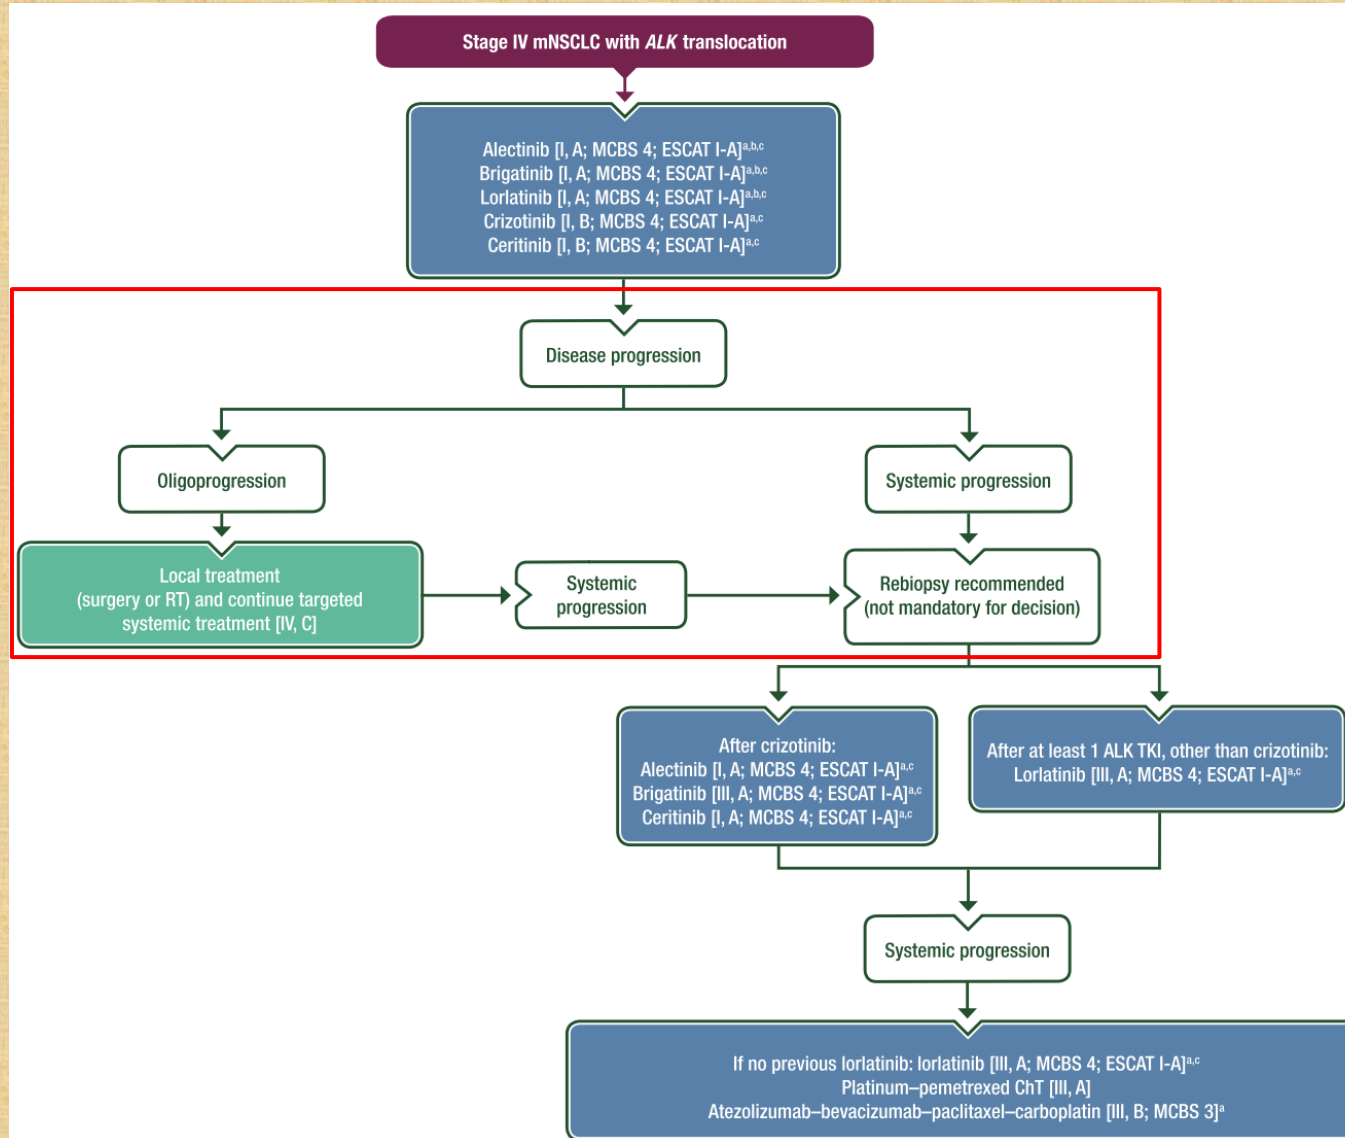 Stage IV mNSCLC with ALK translocation
Alectinib [I, A; MCBS 4; ESCAT I-A]a,b,c
Brigatinib [I, A; MCBS 4; ESCAT I-A]a,b,c
Lorlatinib [I, A; MCBS 4; ESCAT I-A]a,b,c
Crizotinib [I, B; MCBS 4; ESCAT I-A]a,c
Ceritinib [I, B; MCBS 4; ESCAT I-A]a,c
Disease progression
Oligoprogression
Systemic progression
Local treatment
(surgery or RT) and continue targeted
systemic treatment [IV, C]
Systemic
progression
Rebiopsy recommended
(not mandatory for decision)
After crizotinib:
Alectinib [I, A; MCBS 4; ESCAT I-A]a,c
Brigatinib [III, A; MCBS 4; ESCAT I-A]a,c
Ceritinib [I, A; MCBS 4; ESCAT I-A]a,c
After at least 1 ALK TKI, other than crizotinib:
Lorlatinib [III, A; MCBS 4; ESCAT I-A]a,c
Systemic progression
If no previous lorlatinib: lorlatinib [III, A; MCBS 4; ESCAT I-A]a,c
Platinum–pemetrexed ChT [III, A]
Atezolizumab–bevacizumab–paclitaxel–carboplatin [III, B; MCBS 3]a